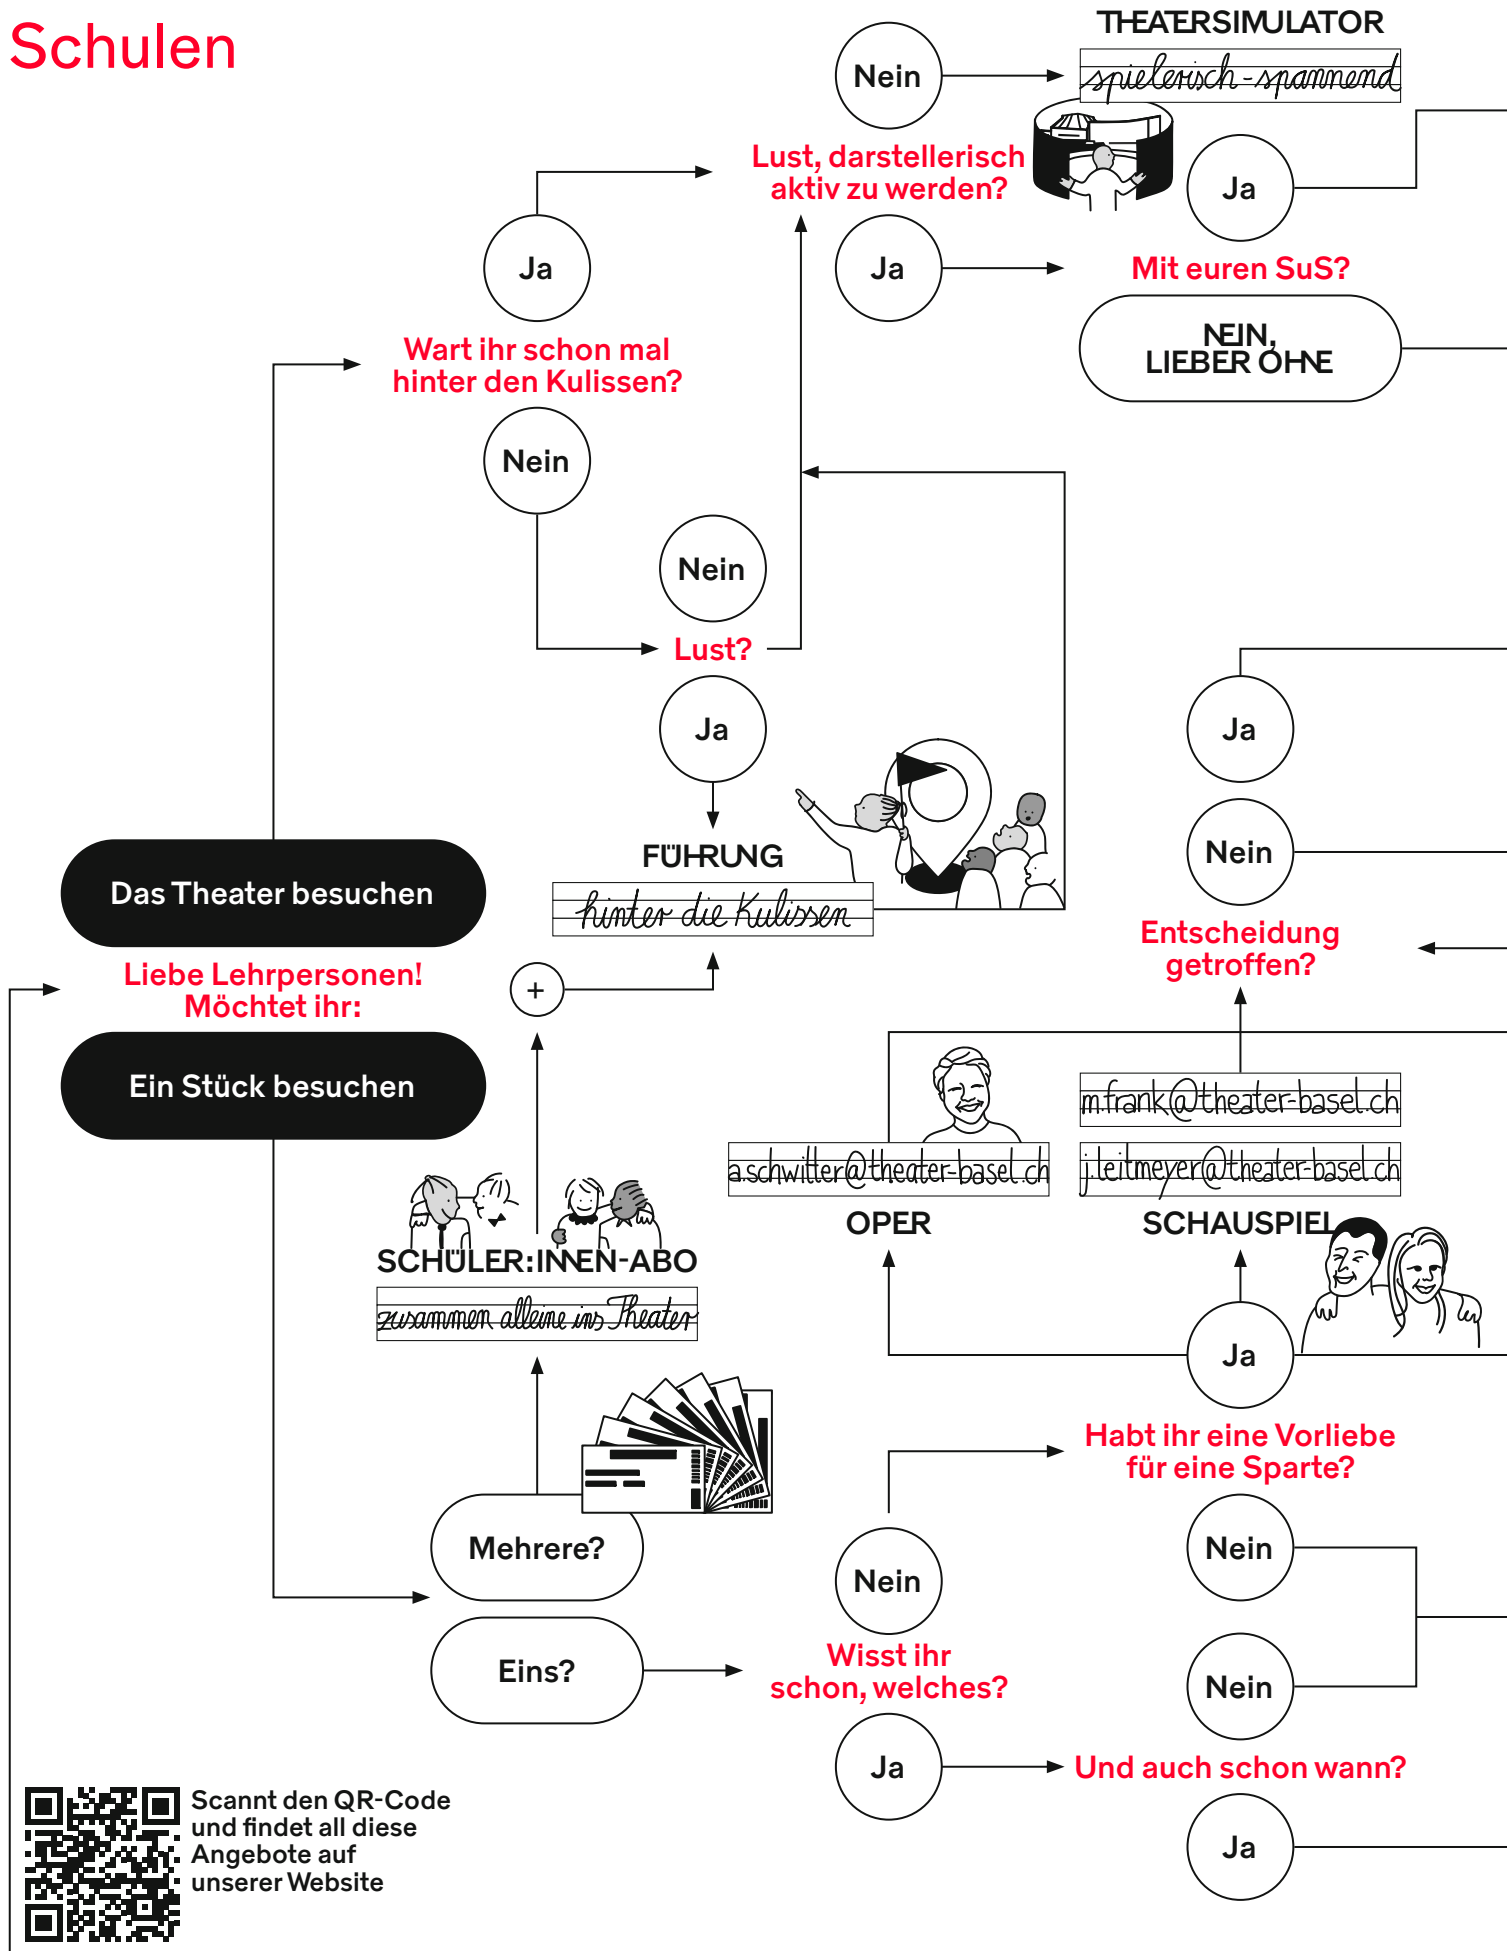 Schulen
THEATERSIMULATOR
spielerisch-spannend
Nein
Lust, darstellerisch
aktiv zu werden?
Ja
Ja
Mit euren SuS?
NEIN,
LIEBER OHNE
Ja
Wart ihr schon mal
hinter den Kulissen?
Nein
Nein
Lust?
Ja
FÜHRUNG
hinter die Kulissen
Das Theater besuchen
Liebe Lehrpersonen!
Möchtet ihr:
Ein Stück besuchen
+
Ja
Nein
Entscheidung
getroffen?
m.frank@theater-basel.ch
j.leitmeyer@theater-basel.ch
SCHAUSPIEL
a.schwitter@theater-basel.ch
OPER
SCHÜLER:INNEN-ABO
zusammen alleine ins Theater
Ja
Habt ihr eine Vorliebe
für eine Sparte?
Nein
Mehrere?
Eins?
Nein
Wisst ihr
schon, welches?
Ja
Nein
Und auch schon wann?
Ja
Scannt den QR-Code
und findet all diese
Angebote auf
unserer Website